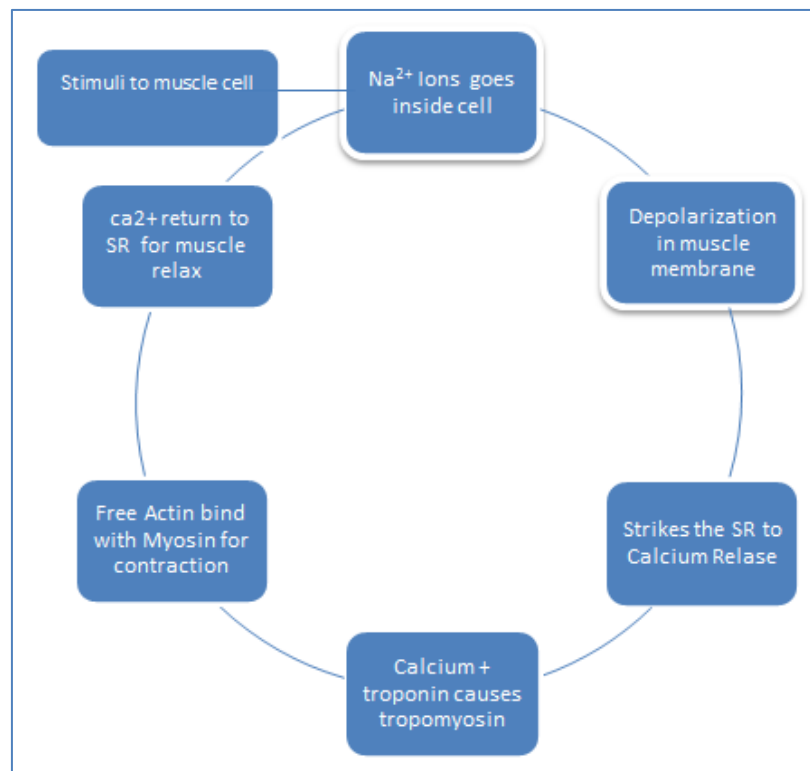 Stimuli to muscle cell
Na²⁺ Ions goes
inside cell
Depolarization
in muscle
membrane
Strikes the SR to
Calcium Relase
Calcium +
troponin causes
tropomyosin
Free Actin bind
with Myosin for
contraction
ca2+ return to
SR for muscle
relax